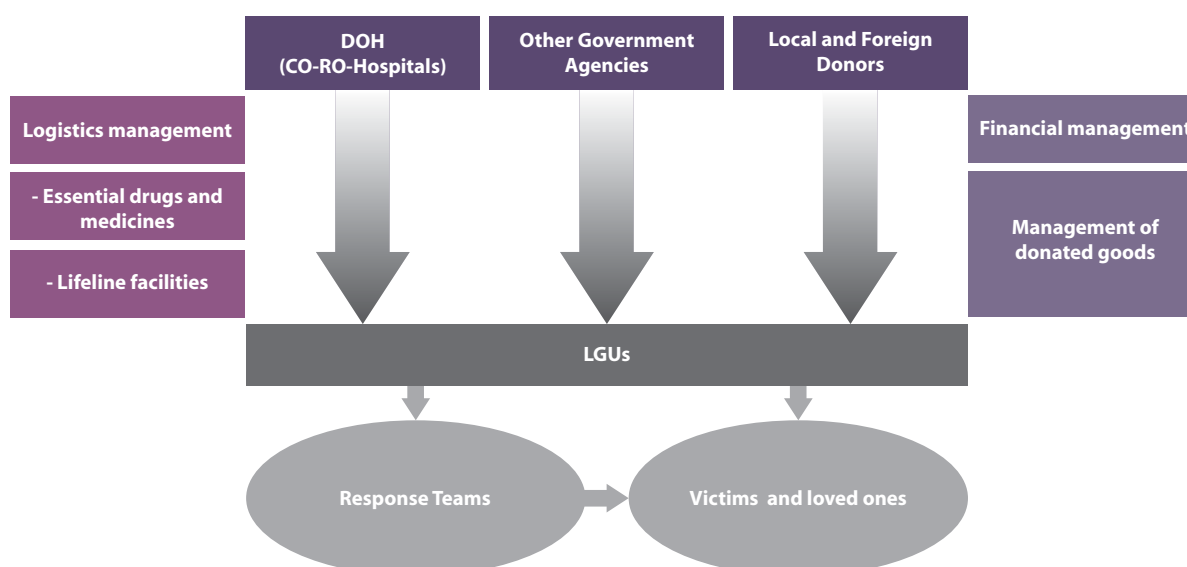 DOH
(CO-RO-Hospitals)
Other Government
Agencies
Local and Foreign
Donors
Logistics management
- Essential drugs and
medicines
- Lifeline facilities
Financial management
Management of
donated goods
LGUs
Response Teams
Victims and loved ones